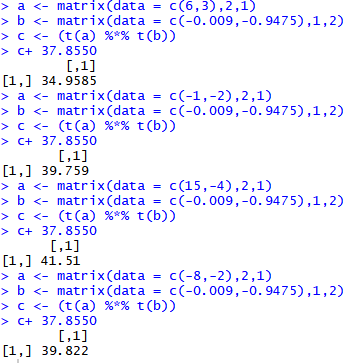 > a <- matrix(data = c(6,3),2,1)
> b <- matrix(data = c(-0.009,-0.9475),1,2)
> c <- (t(a) %*% t(b))
> c+ 37.8550
[,1]
[1,] 34.9585
> a <- matrix(data = c(-1,-2),2,1)
> b <- matrix(data = c(-0.009,-0.9475),1,2)
> c <- (t(a) %*% t(b))
> c+ 37.8550
[,1]
[1,] 39.759
> a <- matrix(data = c(15,-4),2,1)
> b <- matrix(data = c(-0.009,-0.9475),1,2)
> c <- (t(a) %*% t(b))
> c+ 37.8550
[,1]
[1,] 41.51
> a <- matrix(data = c(-8,-2),2,1)
> b <- matrix(data = c(-0.009,-0.9475),1,2)
> c <- (t(a) %*% t(b))
> c+ 37.8550
[,1]
[1,] 39.822